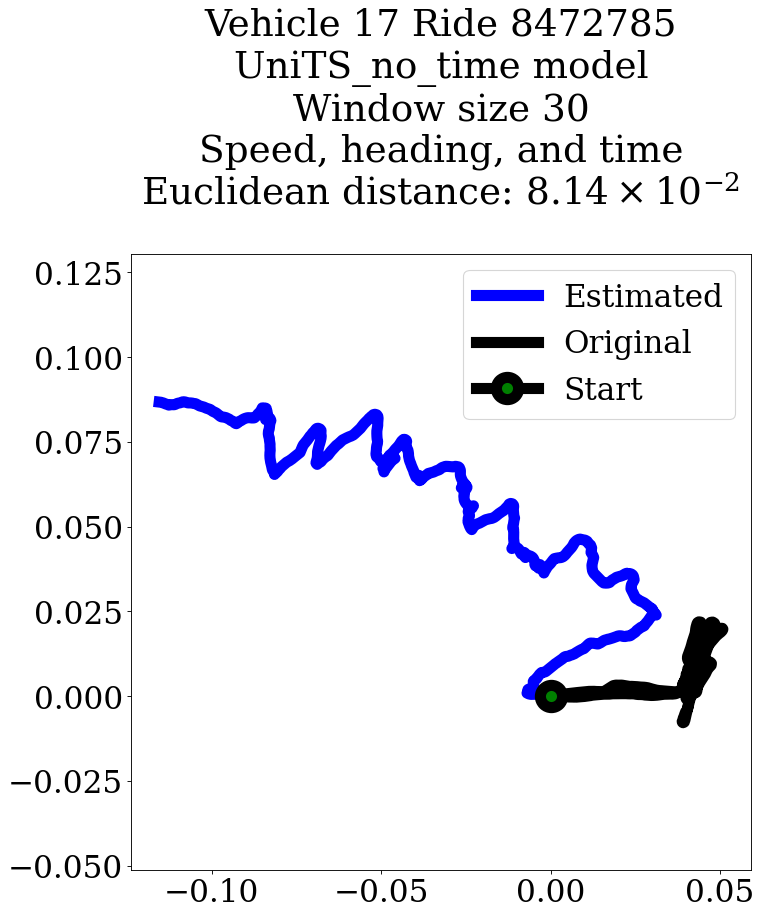 Vehicle 17 Ride 8472785
UniTS_no_time model
Window size 30
Speed, heading, and time
Euclidean distance: 8.14 × 10⁻²
Estimated
Original
Start
0.125
0.100
0.075
0.050
0.025
0.000
−0.025
−0.050
−0.10 −0.05 0.00 0.05